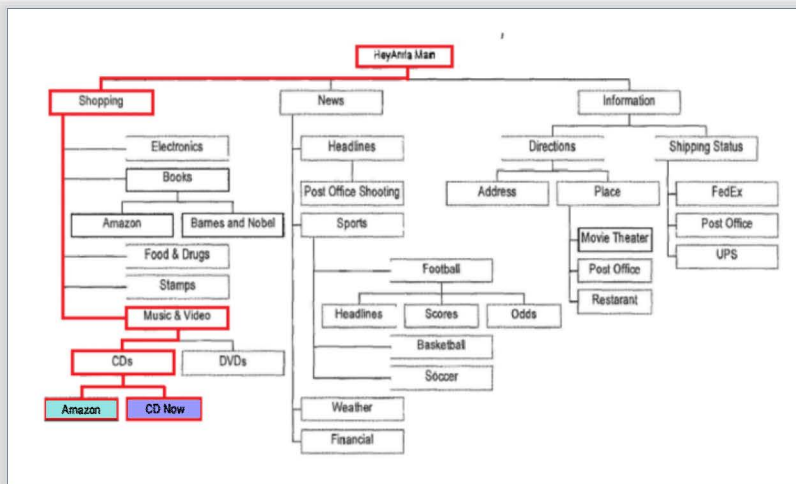 HeyAnita Main
Shopping
News
Information
Electronics
Headlines
Directions
Shipping Status
Books
Post Office Shooting
Address
Place
FedEx
Amazon
Barnes and Nobel
Sports
Movie Theater
Post Office
Food & Drugs
Football
Post Office
UPS
Stamps
Restarant
Music & Video
Headlines
Scores
Odds
CDs
DVDs
Basketball
Soccer
Amazon
CD Now
Weather
Financial